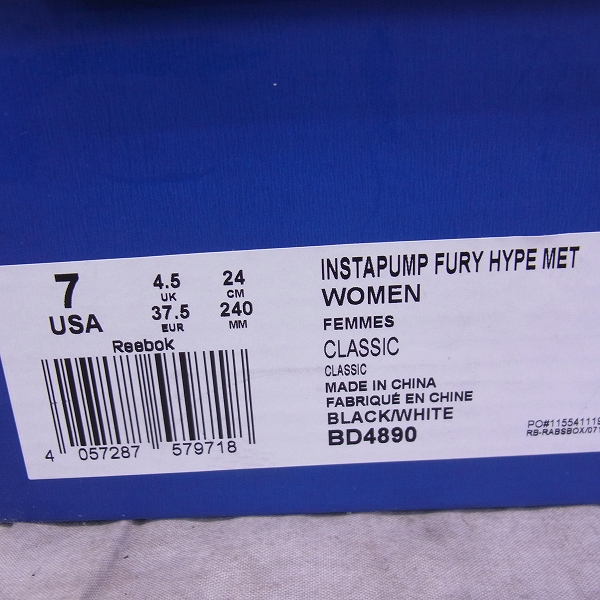 7
USA
4.5
UK
37.5
EUR
24
CM
240
MM
Reebok
4 057287 579718
INSTAPUMP FURY HYPE MET
WOMEN
FEMMES
CLASSIC
CLASSIC
MADE IN CHINA
FABRIQUÉ EN CHINE
BLACK/WHITE
BD4890